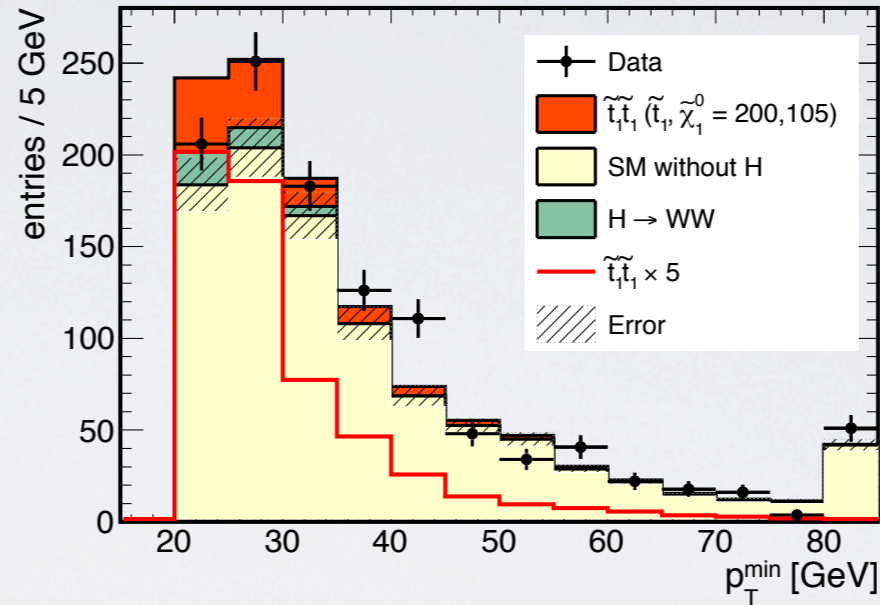 entries / 5 GeV
250
200
150
100
50
0
Data
t̃₁t̃₁ (t̃₁, χ̃₁⁰ = 200,105)
SM without H
H → WW
t̃₁t̃₁ × 5
Error
20 30 40 50 60 70 80
p_T^min [GeV]